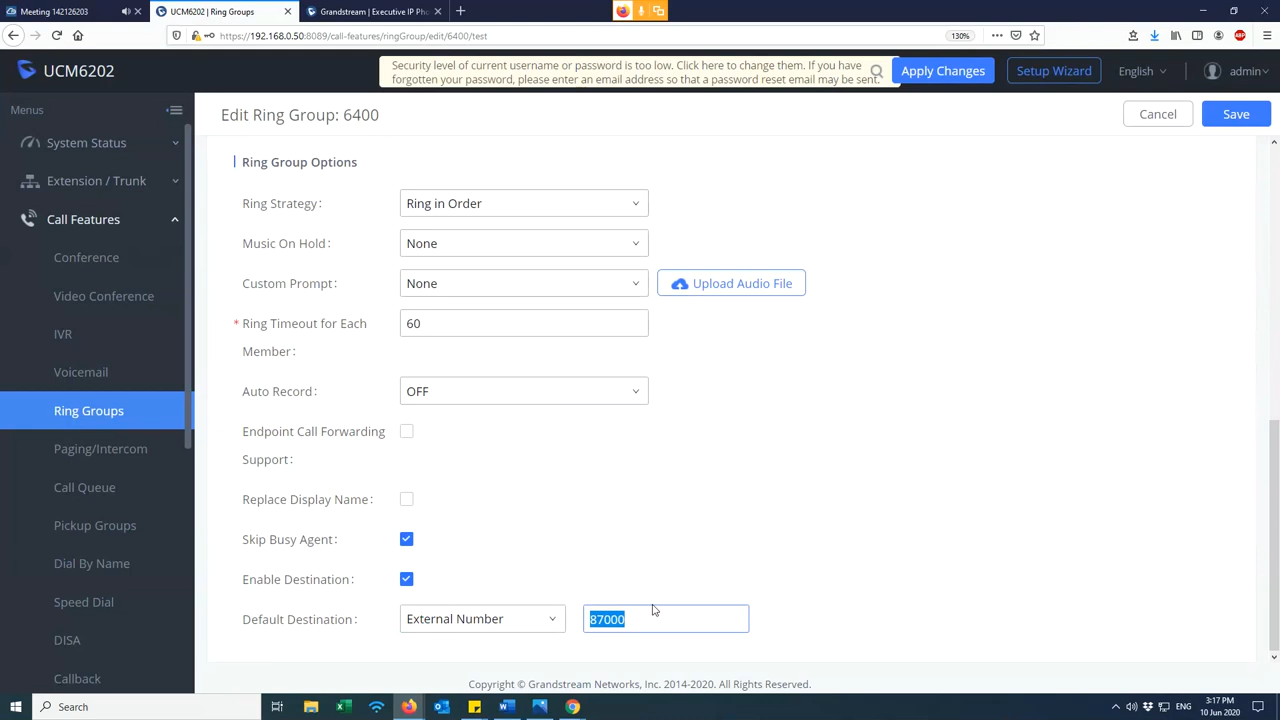 Meeting 142126203
UCM6202 | Ring Groups
Grandstream | Executive IP Pho
https://192.168.0.50:8089/call-features/ringGroup/edit/6400/test
130%
ABP
UCM6202
Security level of current username or password is too low. Click here to change them. If you have
forgotten your password, please enter an email address so that a password reset email may be sent.
Apply Changes
Setup Wizard
English
admin
Menus
Edit Ring Group: 6400
Cancel
Save
System Status
Extension / Trunk
Call Features
Conference
Video Conference
IVR
Voicemail
Ring Groups
Paging/Intercom
Call Queue
Pickup Groups
Dial By Name
Speed Dial
DISA
Callback
Ring Group Options
Ring Strategy: Ring in Order
Music On Hold: None
Custom Prompt: None Upload Audio File
* Ring Timeout for Each 60
Member:
Auto Record: OFF
Endpoint Call Forwarding
Support:
Replace Display Name:
Skip Busy Agent:
Enable Destination:
Default Destination: External Number 87000
Copyright © Grandstream Networks, Inc. 2014-2020. All Rights Reserved.
Search
ENG
3:17 PM
10 Jun 2020